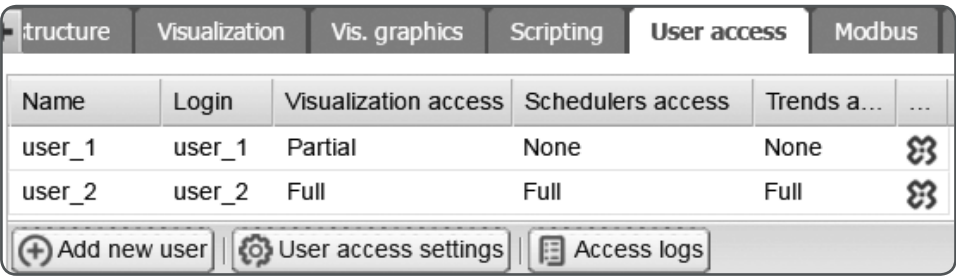 :tructure Visualization Vis. graphics Scripting User access Modbus
Name Login Visualization access Schedulers access Trends a... ...
user_1 user_1 Partial None None
user_2 user_2 Full Full Full
Add new user User access settings Access logs